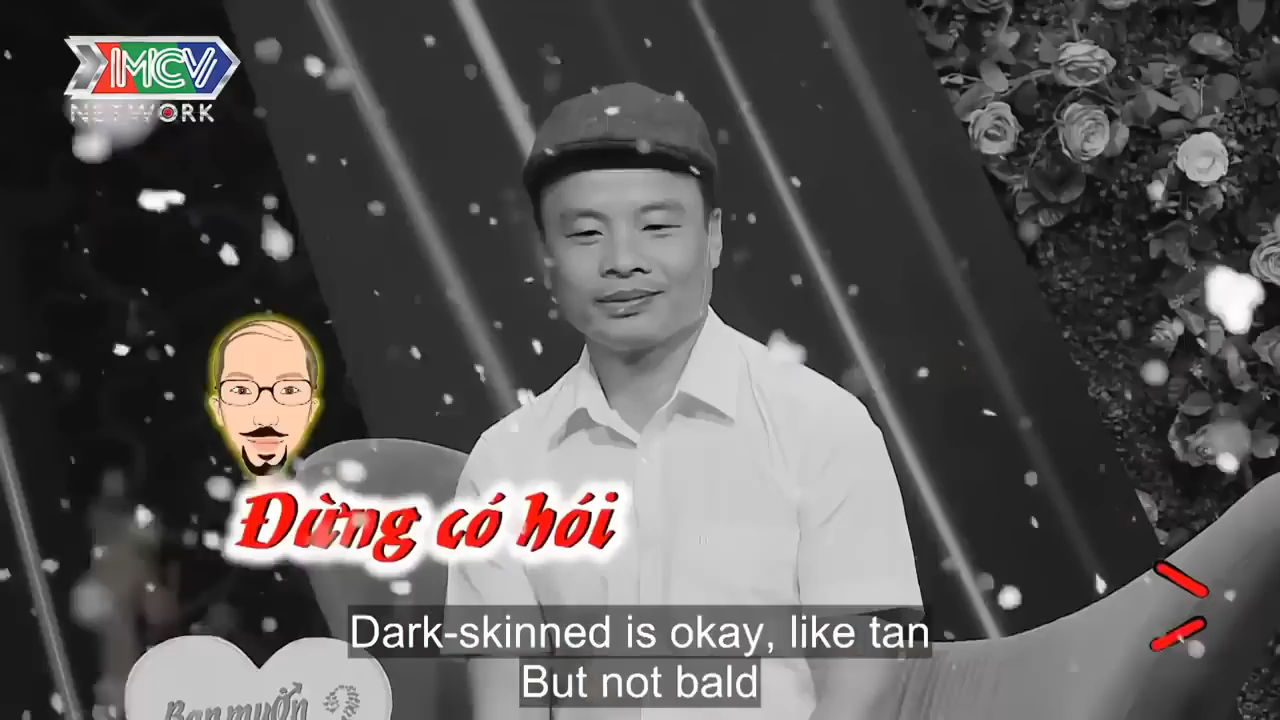 MCV
NETWORK
Đừng có hói
Dark-skinned is okay, like tan
But not bald
Bạn muốn